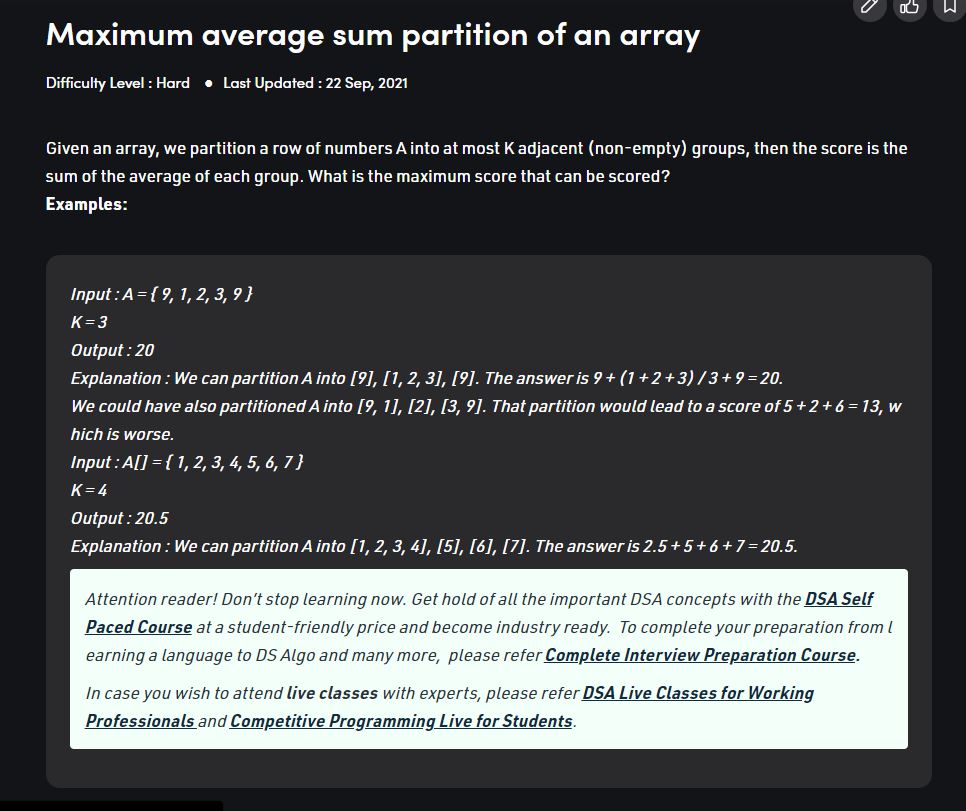 Maximum average sum partition of an array
Difficulty Level : Hard ● Last Updated : 22 Sep, 2021
Given an array, we partition a row of numbers A into at most K adjacent (non-empty) groups, then the score is the
sum of the average of each group. What is the maximum score that can be scored?
Examples:
Input : A = { 9, 1, 2, 3, 9 }
K = 3
Output : 20
Explanation : We can partition A into [9], [1, 2, 3], [9]. The answer is 9 + (1 + 2 + 3) / 3 + 9 = 20.
We could have also partitioned A into [9, 1], [2], [3, 9]. That partition would lead to a score of 5 + 2 + 6 = 13, w
hich is worse.
Input : A[] = { 1, 2, 3, 4, 5, 6, 7 }
K = 4
Output : 20.5
Explanation : We can partition A into [1, 2, 3, 4], [5], [6], [7]. The answer is 2.5 + 5 + 6 + 7 = 20.5.
Attention reader! Don't stop learning now. Get hold of all the important DSA concepts with the DSA Self
Paced Course at a student-friendly price and become industry ready. To complete your preparation from l
earning a language to DS Algo and many more, please refer Complete Interview Preparation Course.
In case you wish to attend live classes with experts, please refer DSA Live Classes for Working
Professionals and Competitive Programming Live for Students.